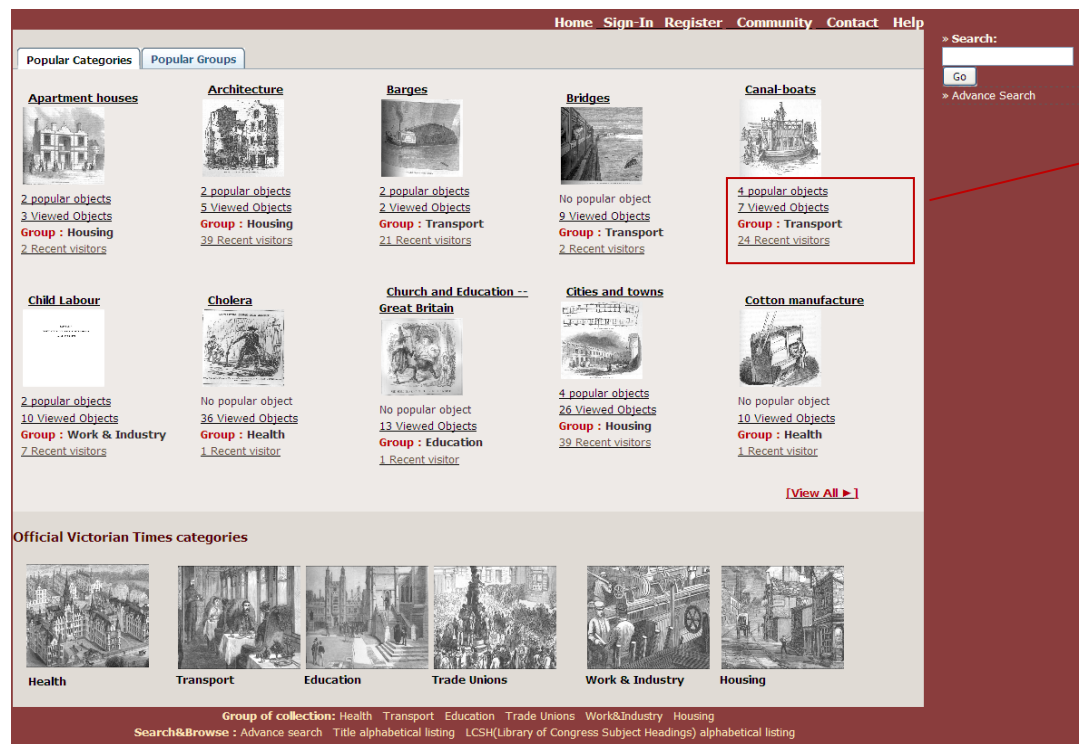 Home Sign-In Register Community Contact Help
» Search:
Go
» Advance Search
Popular Categories Popular Groups
Apartment houses
2 popular objects
3 Viewed Objects
Group : Housing
2 Recent visitors
Architecture
2 popular objects
5 Viewed Objects
Group : Housing
39 Recent visitors
Barges
2 popular objects
2 Viewed Objects
Group : Transport
21 Recent visitors
Bridges
No popular object
9 Viewed Objects
Group : Transport
2 Recent visitors
Canal-boats
4 popular objects
7 Viewed Objects
Group : Transport
24 Recent visitors
Child Labour
2 popular objects
10 Viewed Objects
Group : Work & Industry
7 Recent visitors
Cholera
No popular object
36 Viewed Objects
Group : Health
1 Recent visitor
Church and Education --
Great Britain
No popular object
13 Viewed Objects
Group : Education
1 Recent visitor
Cities and towns
4 popular objects
26 Viewed Objects
Group : Housing
39 Recent visitors
Cotton manufacture
No popular object
10 Viewed Objects
Group : Health
1 Recent visitor
[View All ►]
Official Victorian Times categories
Health
Transport
Education
Trade Unions
Work & Industry
Housing
Group of collection: Health Transport Education Trade Unions Work&Industry Housing
Search&Browse : Advance search Title alphabetical listing LCSH(Library of Congress Subject Headings) alphabetical listing